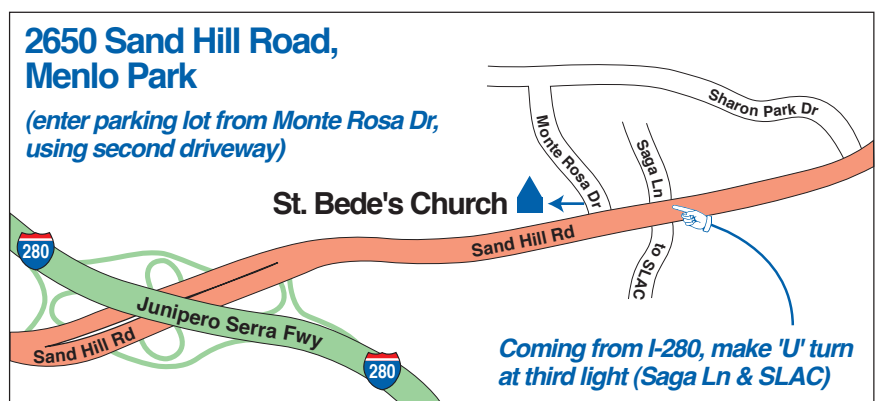 2650 Sand Hill Road,
Menlo Park
(enter parking lot from Monte Rosa Dr,
using second driveway)
Sharon Park Dr
Monte Rosa Dr
Saga Ln
St. Bede's Church
Sand Hill Rd
to SLAC
280
Junipero Serra Fwy
Sand Hill Rd
280
Coming from I-280, make 'U' turn
at third light (Saga Ln & SLAC)